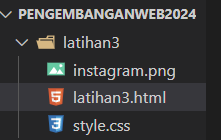 PENGEMBANGANWEB2024
latihan3
instagram.png
latihan3.html
style.css